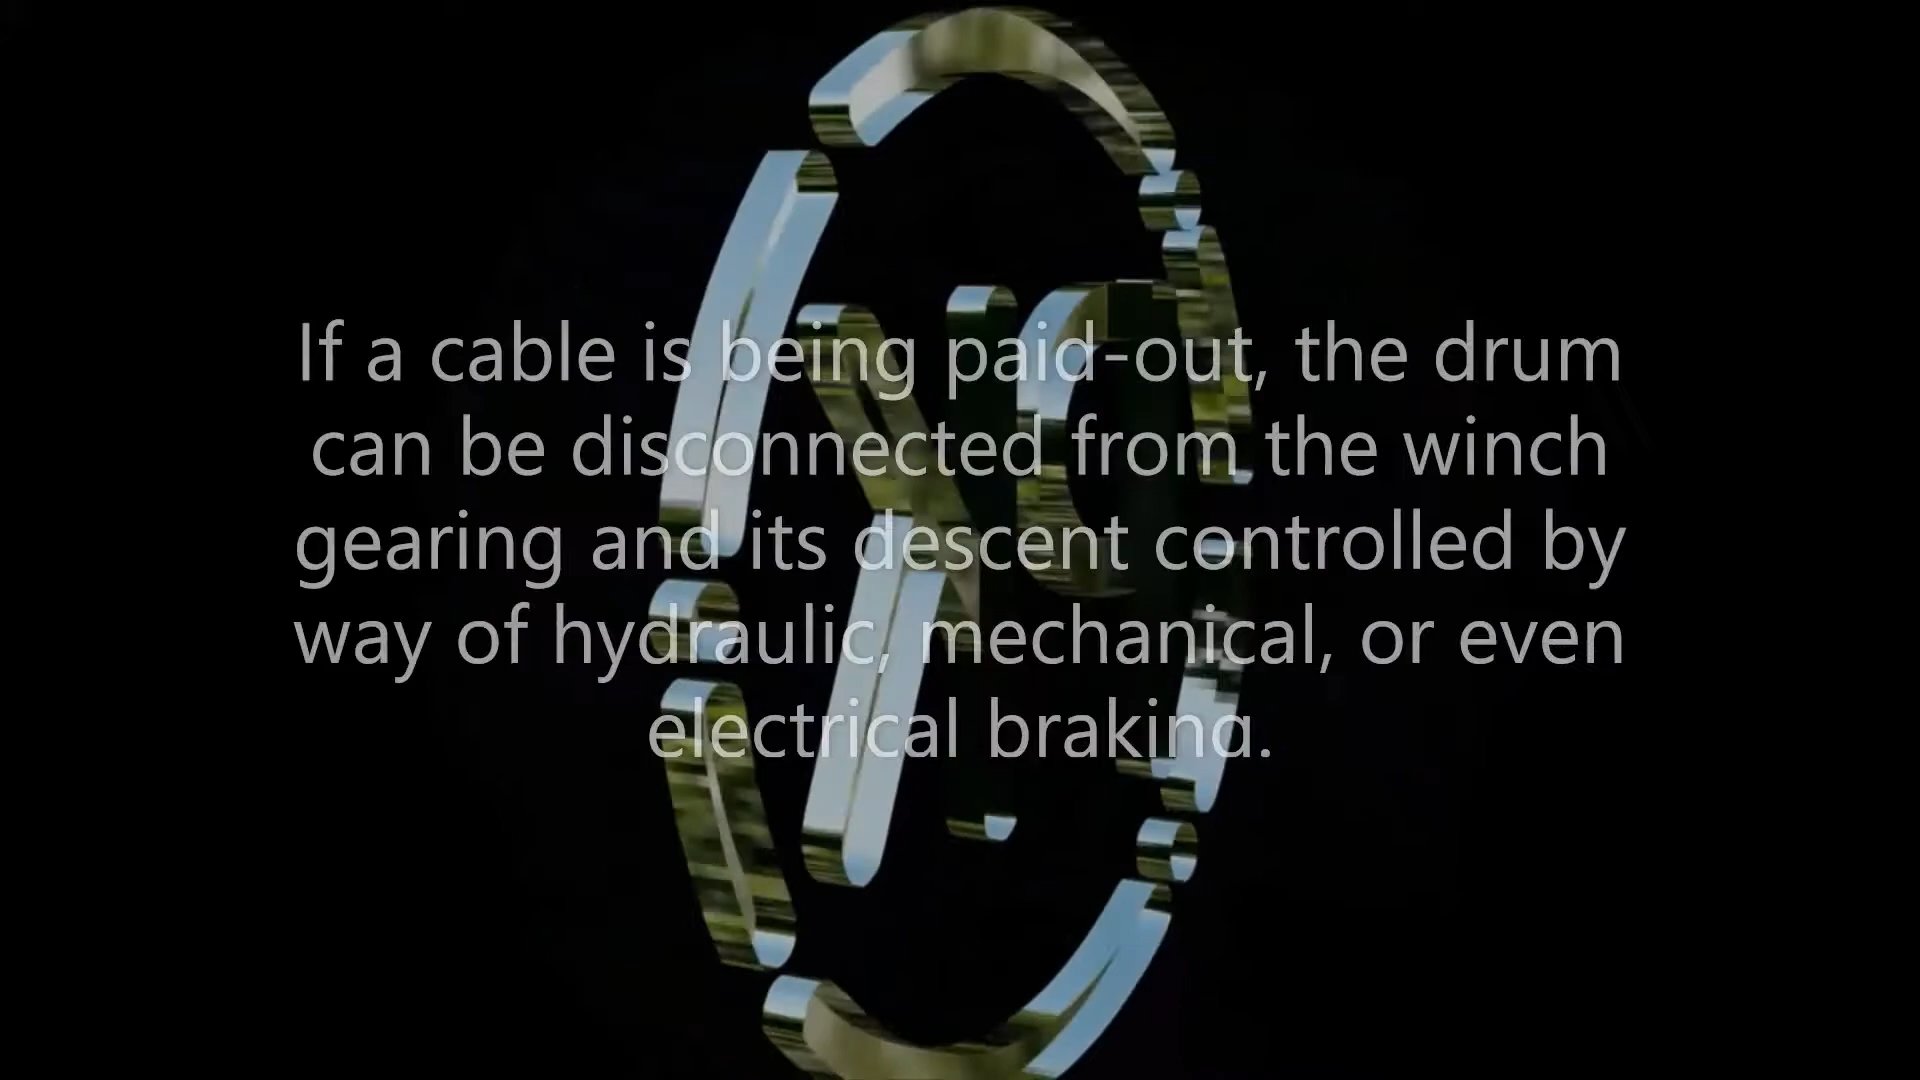 If a cable is being paid-out, the drum
can be disconnected from the winch
gearing and its descent controlled by
way of hydraulic, mechanical, or even
electrical braking.